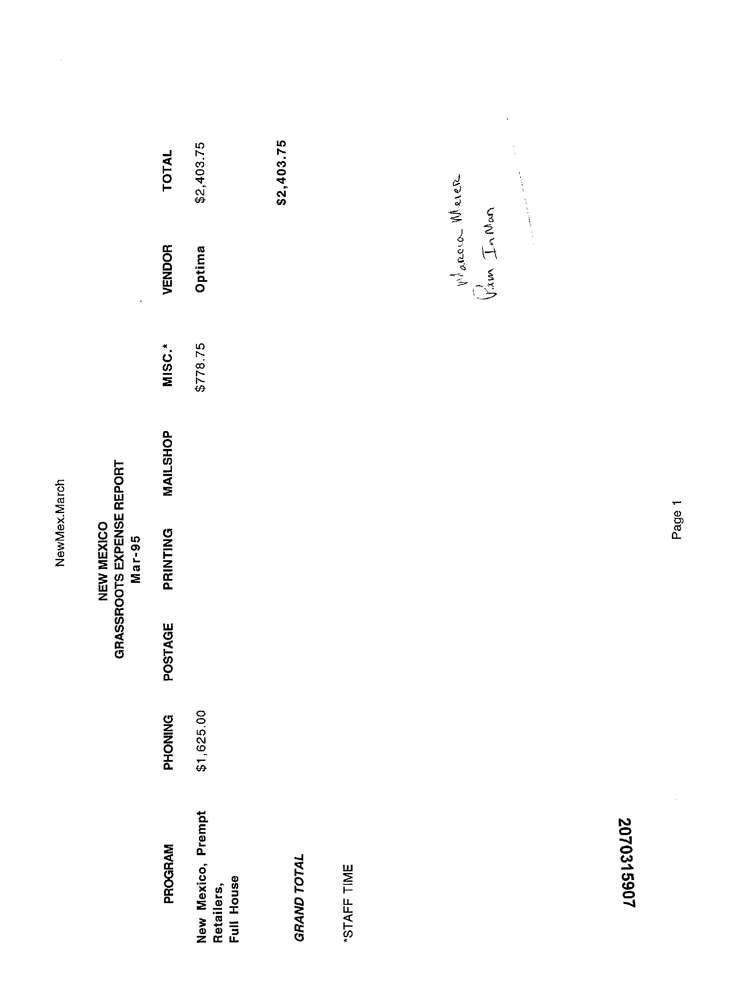 NewMex.March
NEW MEXICO
GRASSROOTS EXPENSE REPORT
Mar-95
PROGRAM PHONING POSTAGE PRINTING MAILSHOP MISC.* VENDOR TOTAL
New Mexico, Prempt $1,625.00 $778.75 Optima $2,403.75
Retailers,
Full House
GRAND TOTAL $2,403.75
*STAFF TIME
Marcia Meier
Pam Inman
2070315907
Page 1